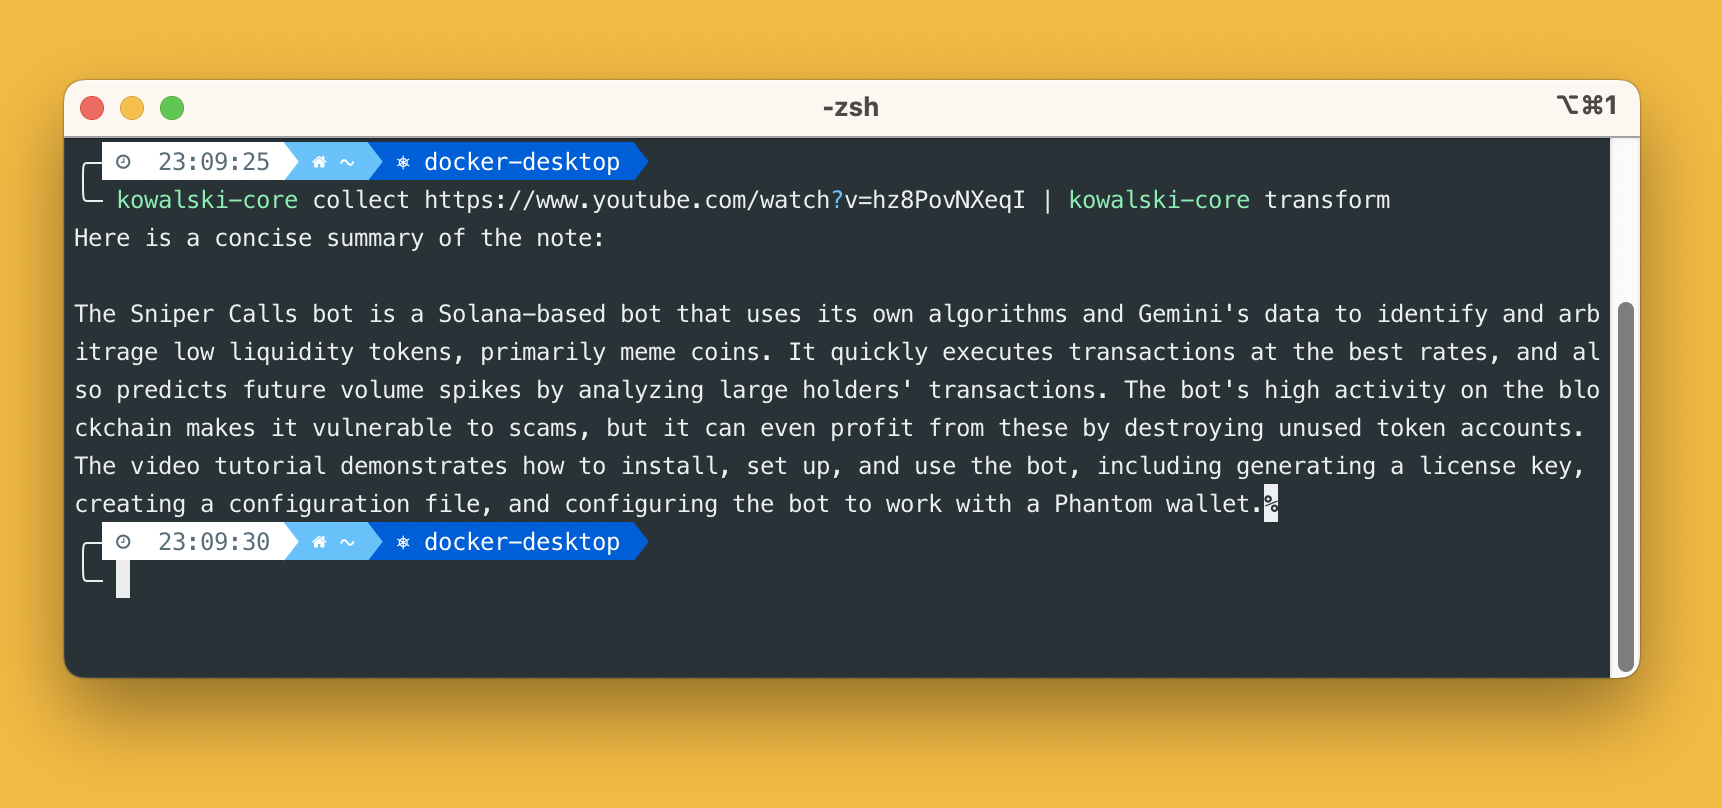 -zsh
⌥⌘1
23:09:25 ~ docker-desktop
kowalski-core collect https://www.youtube.com/watch?v=hz8PovNXeqI | kowalski-core transform
Here is a concise summary of the note:
The Sniper Calls bot is a Solana-based bot that uses its own algorithms and Gemini's data to identify and arb
itrage low liquidity tokens, primarily meme coins. It quickly executes transactions at the best rates, and al
so predicts future volume spikes by analyzing large holders' transactions. The bot's high activity on the blo
ckchain makes it vulnerable to scams, but it can even profit from these by destroying unused token accounts.
The video tutorial demonstrates how to install, set up, and use the bot, including generating a license key,
creating a configuration file, and configuring the bot to work with a Phantom wallet.%
23:09:30 ~ docker-desktop